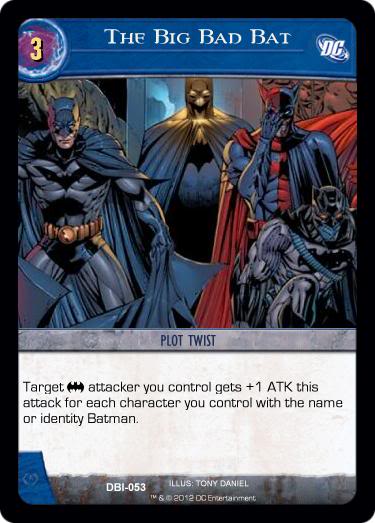 3
The Big Bad Bat
DC
PLOT TWIST
Target attacker you control gets +1 ATK this
attack for each character you control with the name
or identity Batman.
DBI-053
ILLUS: TONY DANIEL
™ & © 2012 DC Entertainment